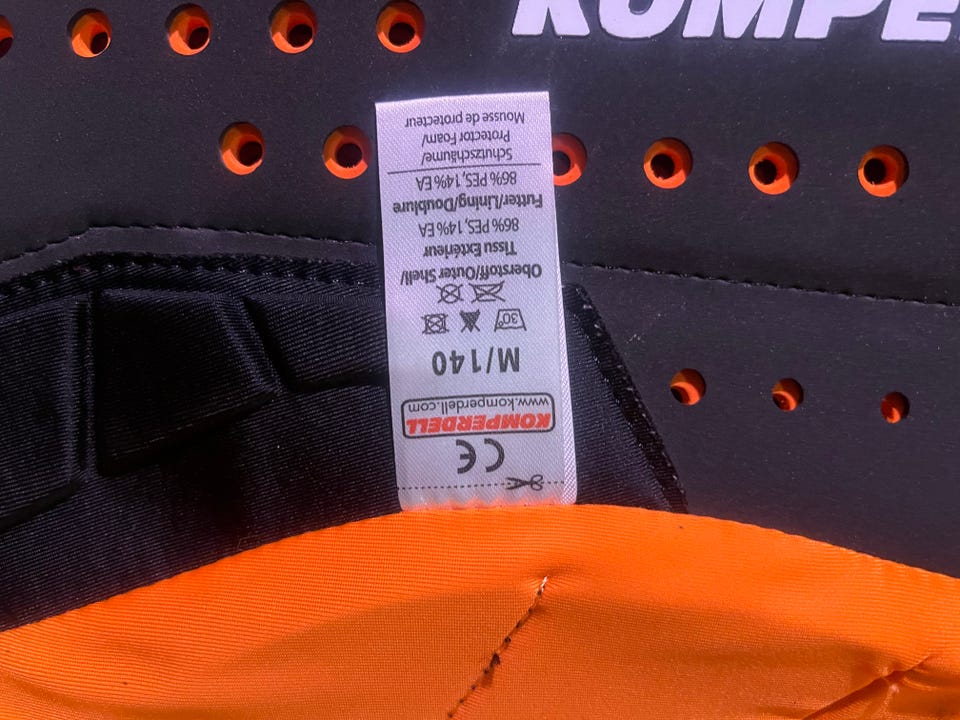 KOMPE
CE
KOMPERDELL
www.komperdell.com
M/140
30°
Oberstoff/Outer Shell/
Tissu Extérieur
86% PES, 14% EA
Futter/Lining/Doublure
86% PES, 14% EA
Schutzschäume/
Protector Foam/
Mousse de protecteur